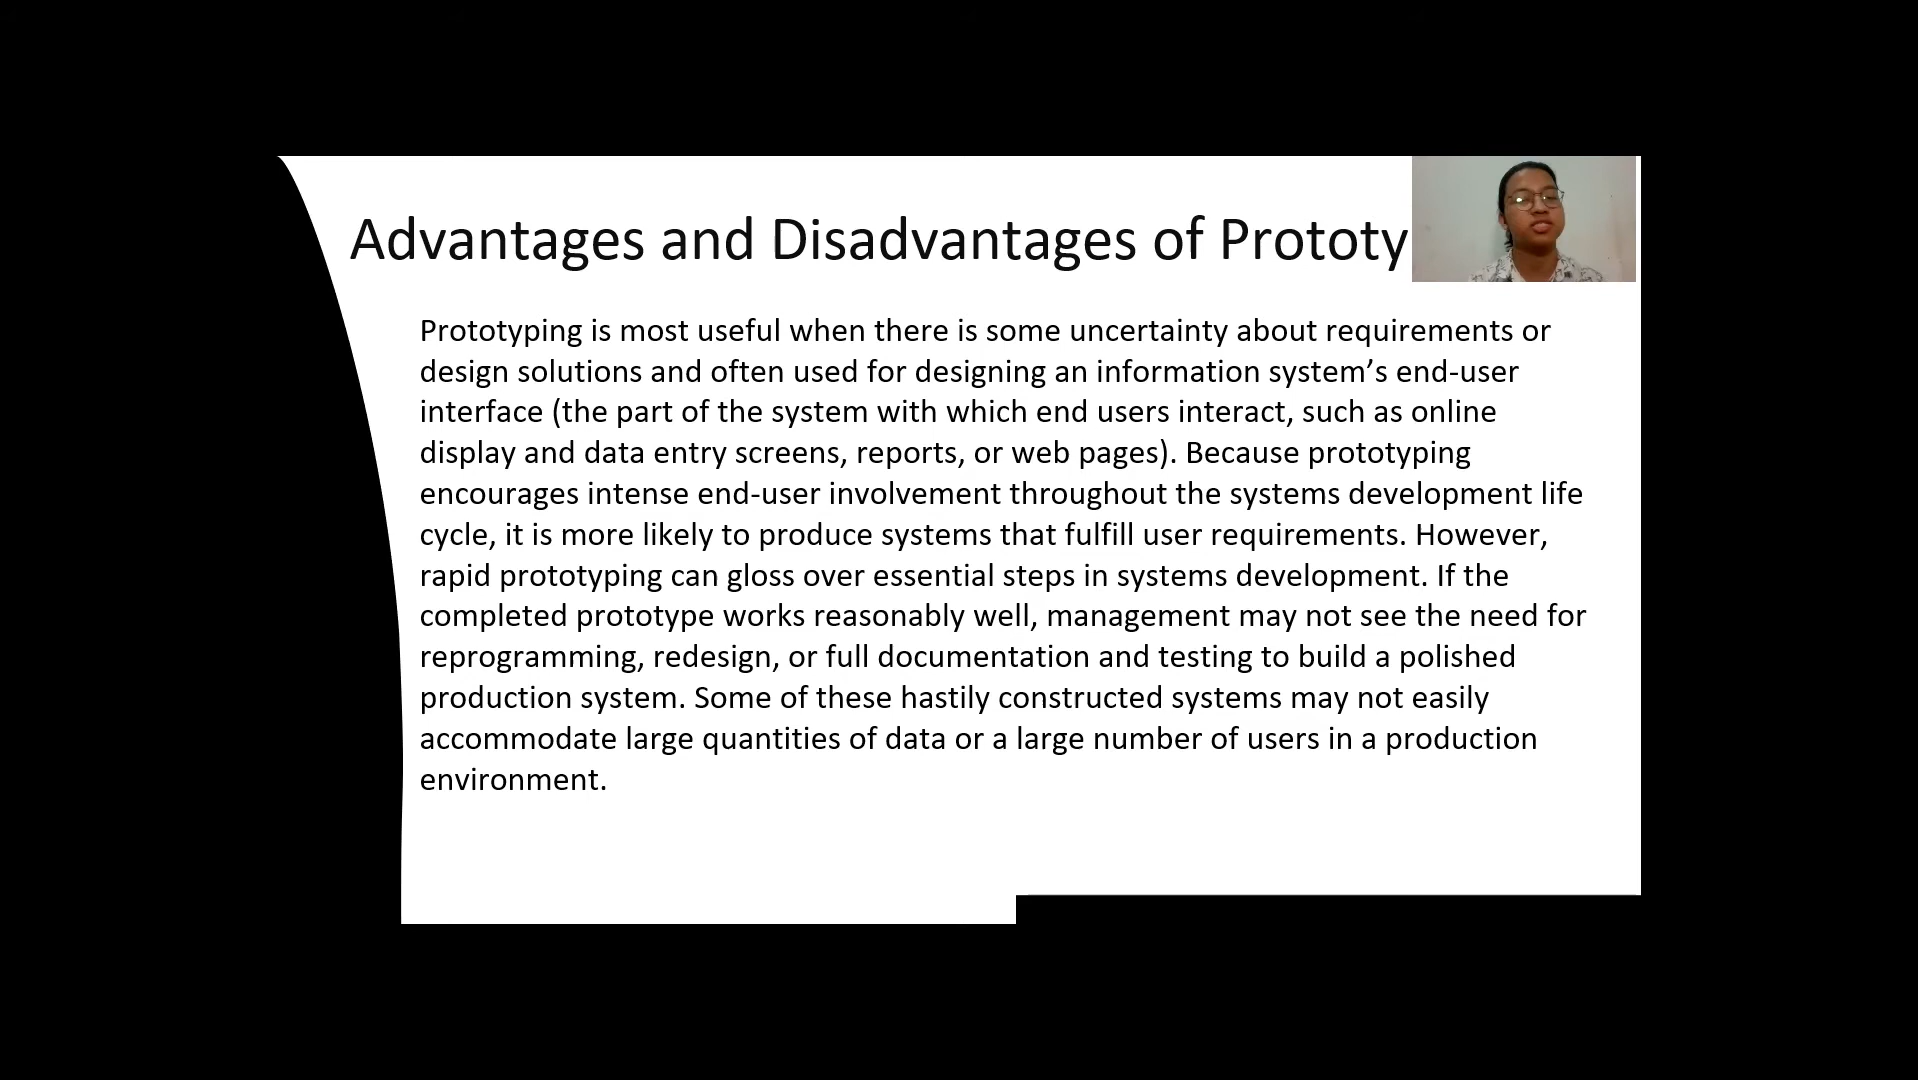 Advantages and Disadvantages of Prototy
Prototyping is most useful when there is some uncertainty about requirements or
design solutions and often used for designing an information system’s end-user
interface (the part of the system with which end users interact, such as online
display and data entry screens, reports, or web pages). Because prototyping
encourages intense end-user involvement throughout the systems development life
cycle, it is more likely to produce systems that fulfill user requirements. However,
rapid prototyping can gloss over essential steps in systems development. If the
completed prototype works reasonably well, management may not see the need for
reprogramming, redesign, or full documentation and testing to build a polished
production system. Some of these hastily constructed systems may not easily
accommodate large quantities of data or a large number of users in a production
environment.